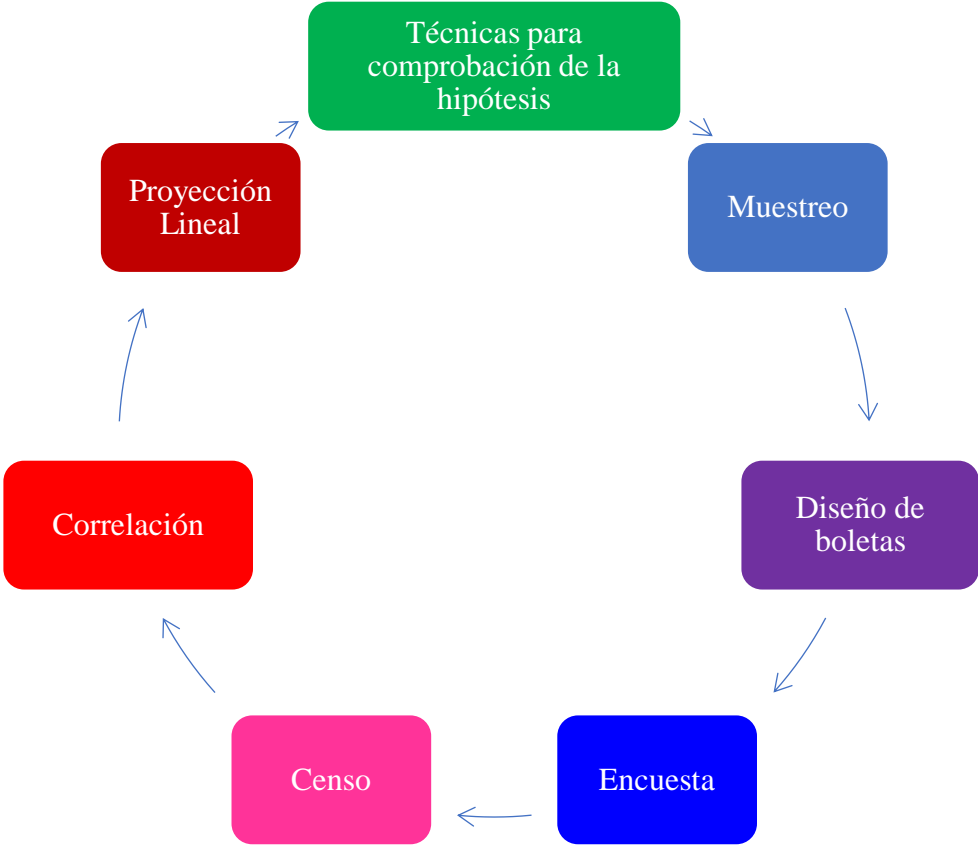 Técnicas para
comprobación de la
hipótesis
Muestreo
Diseño de
boletas
Encuesta
Censo
Correlación
Proyección
Lineal